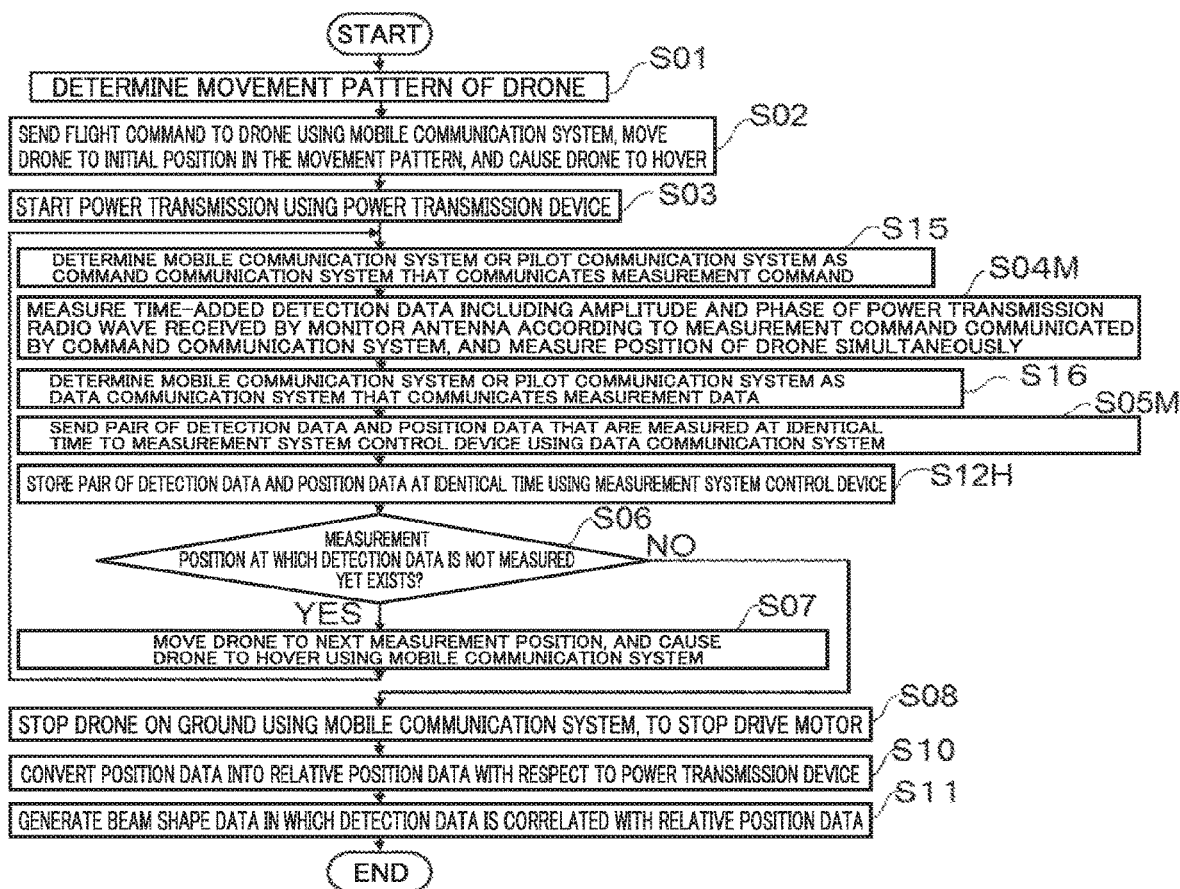 START
S01
DETERMINE MOVEMENT PATTERN OF DRONE
S02
SEND FLIGHT COMMAND TO DRONE USING MOBILE COMMUNICATION SYSTEM, MOVE
DRONE TO INITIAL POSITION IN THE MOVEMENT PATTERN, AND CAUSE DRONE TO HOVER
S03
START POWER TRANSMISSION USING POWER TRANSMISSION DEVICE
S15
DETERMINE MOBILE COMMUNICATION SYSTEM OR PILOT COMMUNICATION SYSTEM AS
COMMAND COMMUNICATION SYSTEM THAT COMMUNICATES MEASUREMENT COMMAND
S04M
MEASURE TIME-ADDED DETECTION DATA INCLUDING AMPLITUDE AND PHASE OF POWER TRANSMISSION
RADIO WAVE RECEIVED BY MONITOR ANTENNA ACCORDING TO MEASUREMENT COMMAND COMMUNICATED
BY COMMAND COMMUNICATION SYSTEM, AND MEASURE POSITION OF DRONE SIMULTANEOUSLY
S16
DETERMINE MOBILE COMMUNICATION SYSTEM OR PILOT COMMUNICATION SYSTEM AS
DATA COMMUNICATION SYSTEM THAT COMMUNICATES MEASUREMENT DATA
S05M
SEND PAIR OF DETECTION DATA AND POSITION DATA THAT ARE MEASURED AT IDENTICAL
TIME TO MEASUREMENT SYSTEM CONTROL DEVICE USING DATA COMMUNICATION SYSTEM
S12H
STORE PAIR OF DETECTION DATA AND POSITION DATA AT IDENTICAL TIME USING MEASUREMENT SYSTEM CONTROL DEVICE
S06
MEASUREMENT
POSITION AT WHICH DETECTION DATA IS NOT MEASURED
YET EXISTS?
NO
YES
S07
MOVE DRONE TO NEXT MEASUREMENT POSITION, AND CAUSE
DRONE TO HOVER USING MOBILE COMMUNICATION SYSTEM
S08
STOP DRONE ON GROUND USING MOBILE COMMUNICATION SYSTEM, TO STOP DRIVE MOTOR
S10
CONVERT POSITION DATA INTO RELATIVE POSITION DATA WITH RESPECT TO POWER TRANSMISSION DEVICE
S11
GENERATE BEAM SHAPE DATA IN WHICH DETECTION DATA IS CORRELATED WITH RELATIVE POSITION DATA
END